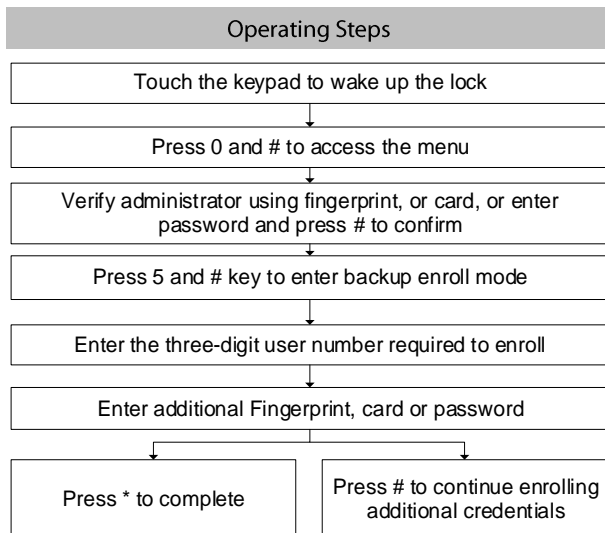 Operating Steps
Touch the keypad to wake up the lock
Press 0 and # to access the menu
Verify administrator using fingerprint, or card, or enter
password and press # to confirm
Press 5 and # key to enter backup enroll mode
Enter the three-digit user number required to enroll
Enter additional Fingerprint, card or password
Press * to complete
Press # to continue enrolling
additional credentials